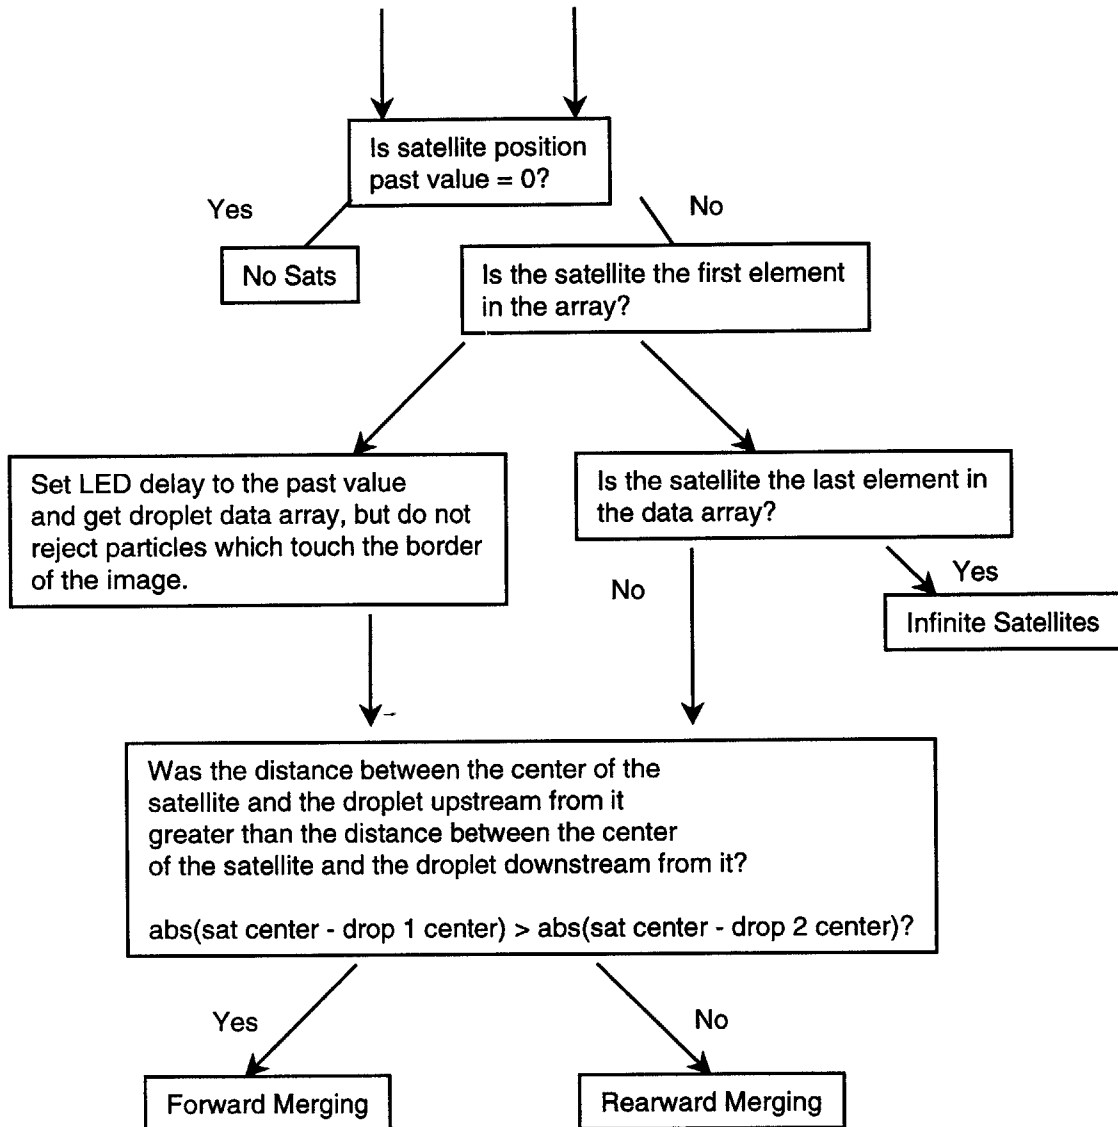 Is satellite position
past value = 0?
Yes
No
No Sats
Is the satellite the first element
in the array?
Set LED delay to the past value
and get droplet data array, but do not
reject particles which touch the border
of the image.
Is the satellite the last element in
the data array?
No
Yes
Infinite Satellites
Was the distance between the center of the
satellite and the droplet upstream from it
greater than the distance between the center
of the satellite and the droplet downstream from it?
abs(sat center - drop 1 center) > abs(sat center - drop 2 center)?
Yes
No
Forward Merging
Rearward Merging